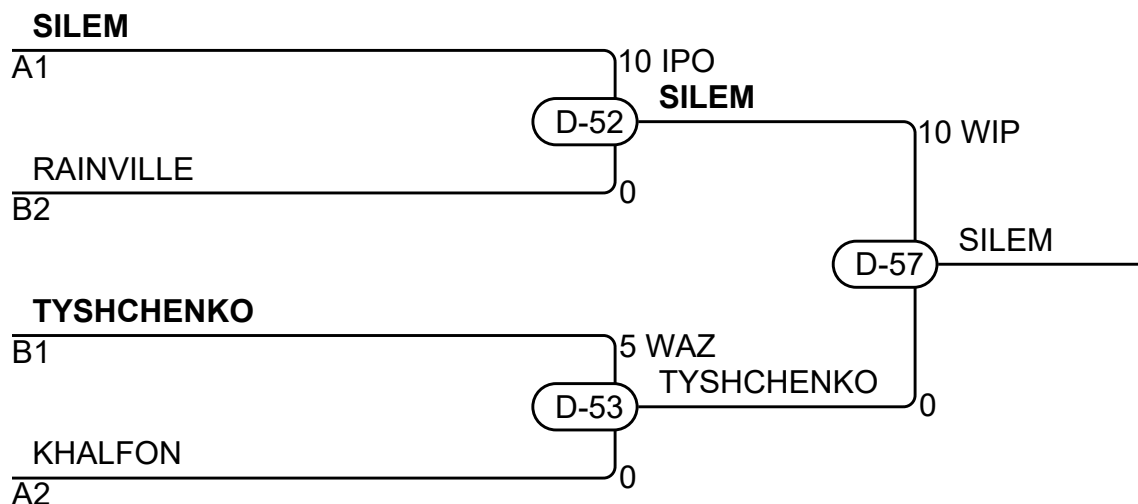 SILEM
A1
10 IPO
SILEM
D-52
10 WIP
RAINVILLE
B2
0
SILEM
D-57
TYSHCHENKO
B1
5 WAZ
TYSHCHENKO
D-53
0
KHALFON
A2
0